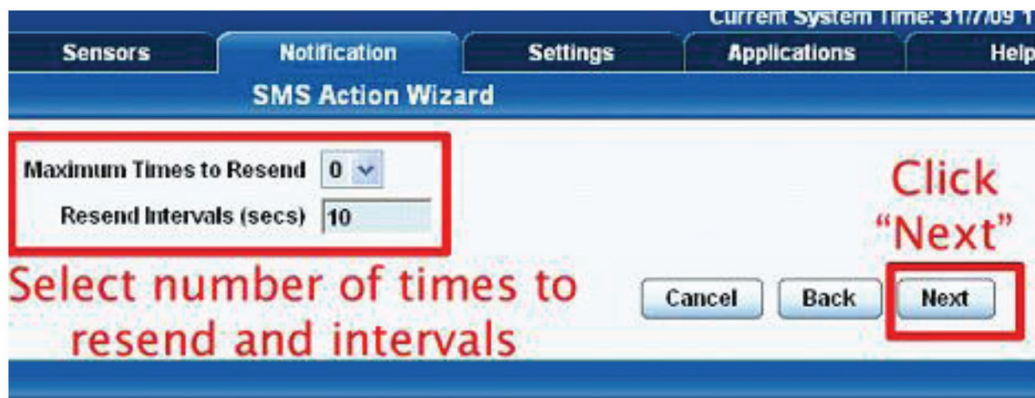 Current System Time: 31/7/09 1
Sensors Notification Settings Applications Help
SMS Action Wizard
Maximum Times to Resend 0
Resend Intervals (secs) 10
Click
“Next”
Select number of times to
resend and intervals
Cancel Back Next